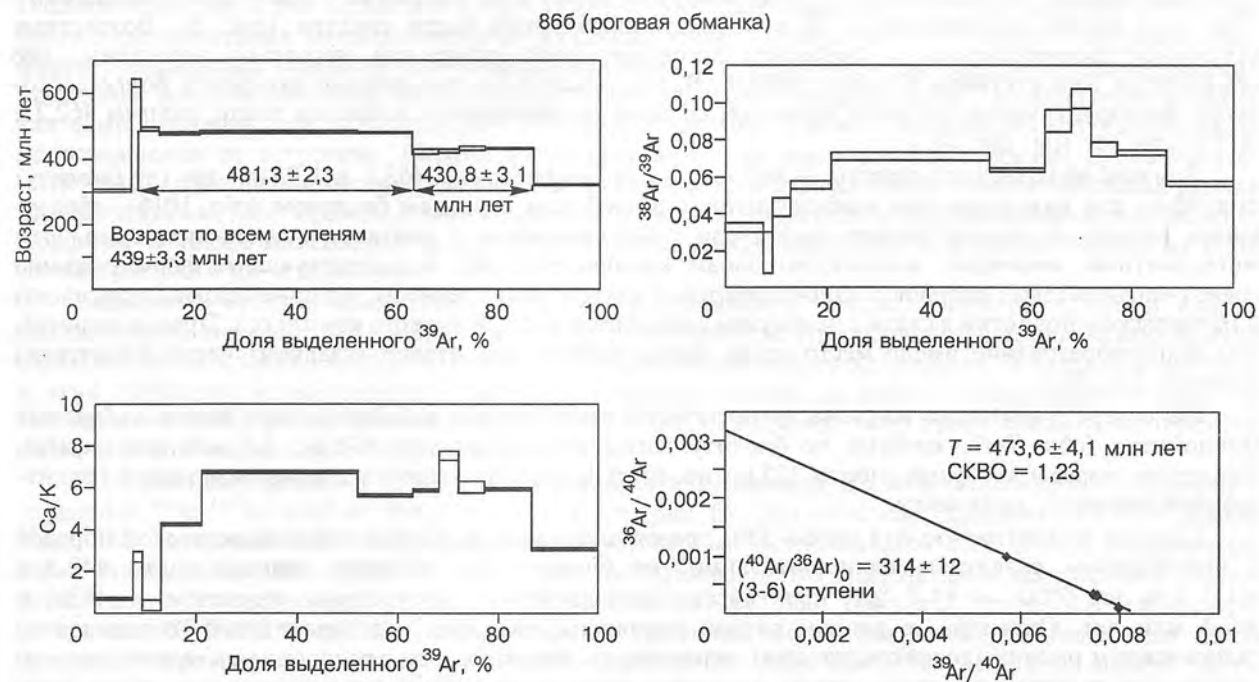 86б (роговая обманка)
Возраст, млн лет
600
400
200
481,3 ±2,3
430,8 ±3,1
млн лет
Возраст по всем ступеням
439±3,3 млн лет
0 20 40 60 80 100
Доля выделенного ³⁹Ar, %
³⁸Ar/³⁹Ar
0,12
0,10
0,08
0,06
0,04
0,02
0 20 40 60 80 100
Доля выделенного ³⁹Ar, %
Ca/K
10
8
6
4
2
0 20 40 60 80 100
Доля выделенного ³⁹Ar, %
³⁶Ar/⁴⁰Ar
0,003
0,002
0,001
T = 473,6 ± 4,1 млн лет
СКВО = 1,23
(⁴⁰Ar/³⁶Ar)₀ = 314± 12
(3-6) ступени
0 0,002 0,004 0,006 0,008 0,01
³⁹Ar/⁴⁰Ar